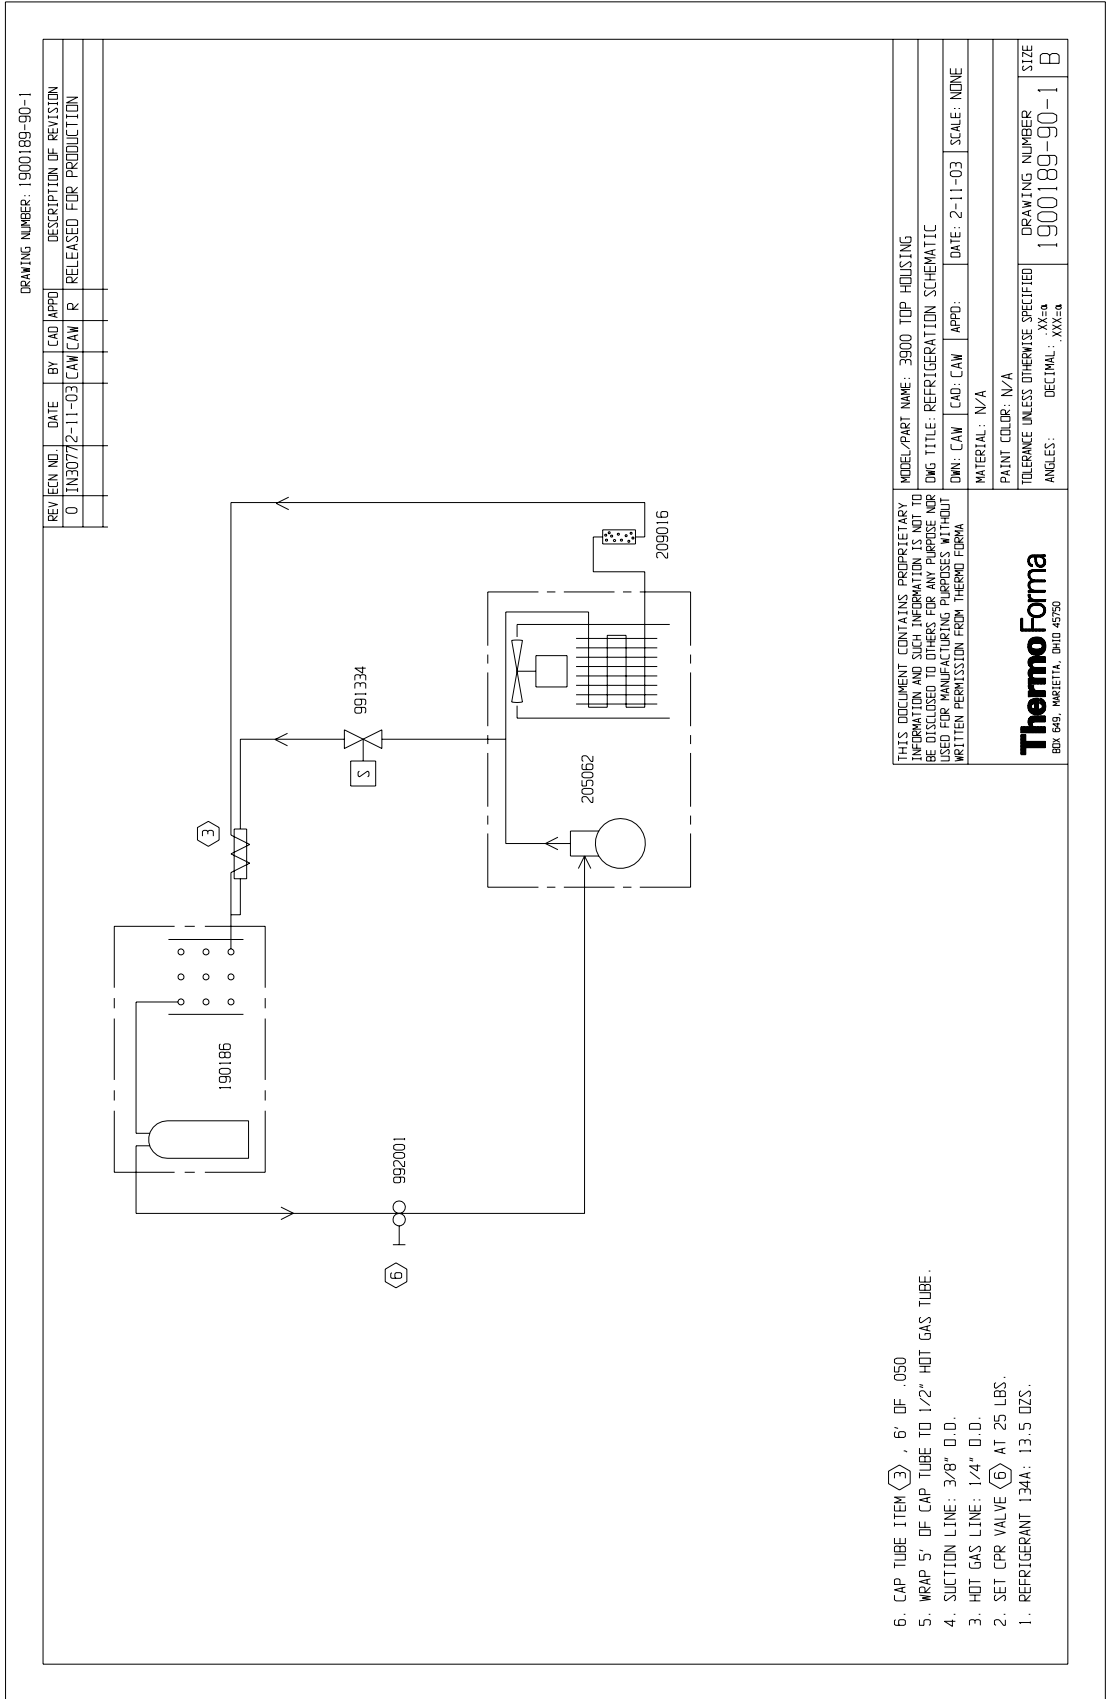 DRAWING NUMBER: 1900189-90-1
REV ECN NO. DATE BY CAD APPD DESCRIPTION OF REVISION
0 IN3077 2-11-03 CAW CAW R RELEASED FOR PRODUCTION
190186
3
992001
6
991334
S
205062
209016
6. CAP TUBE ITEM 3 , 6' OF .050
5. WRAP 5' OF CAP TUBE TO 1/2" HOT GAS TUBE.
4. SUCTION LINE: 3/8" O.D.
3. HOT GAS LINE: 1/4" O.D.
2. SET CPR VALVE 6 AT 25 LBS.
1. REFRIGERANT 134A: 13.5 OZS.
THIS DOCUMENT CONTAINS PROPRIETARY
INFORMATION AND SUCH INFORMATION IS NOT TO
BE DISCLOSED TO OTHERS FOR ANY PURPOSE NOR
USED FOR MANUFACTURING PURPOSES WITHOUT
WRITTEN PERMISSION FROM THERMO FORMA
Thermo Forma
BOX 649, MARIETTA, OHIO 45750
MODEL/PART NAME: 3900 TOP HOUSING
DWG TITLE: REFRIGERATION SCHEMATIC
DWN: CAW CAD: CAW APPD: DATE: 2-11-03 SCALE: NONE
MATERIAL: N/A
PAINT COLOR: N/A
TOLERANCE UNLESS OTHERWISE SPECIFIED
ANGLES: DECIMAL: .XX=a
.XXX=a
DRAWING NUMBER
1900189-90-1
SIZE
B